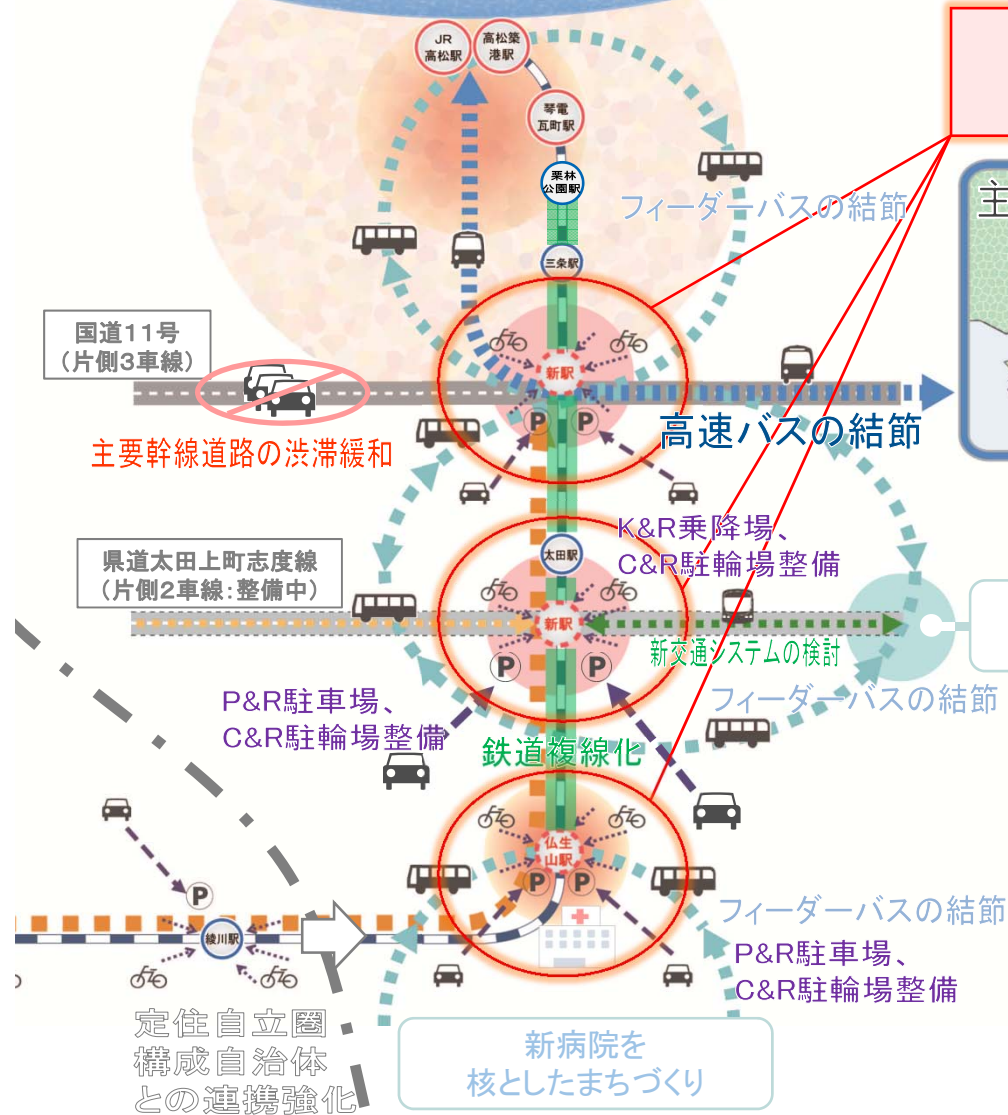 JR
高松駅
高松築
港駅
琴電
瓦町駅
栗林
公園駅
フィーダーバスの結節
主
三条駅
国道11号
(片側3車線)
新駅
P
P
高速バスの結節
主要幹線道路の渋滞緩和
K&R乗降場、
C&R駐輪場整備
太田駅
県道太田上町志度線
(片側2車線:整備中)
新駅
新交通システムの検討
P
P
フィーダーバスの結節
P&R駐車場、
C&R駐輪場整備
鉄道複線化
仏生
山駅
P
P
P
フィーダーバスの結節
綾川駅
P&R駐車場、
C&R駐輪場整備
定住自立圏
構成自治体
との連携強化
新病院を
核としたまちづくり